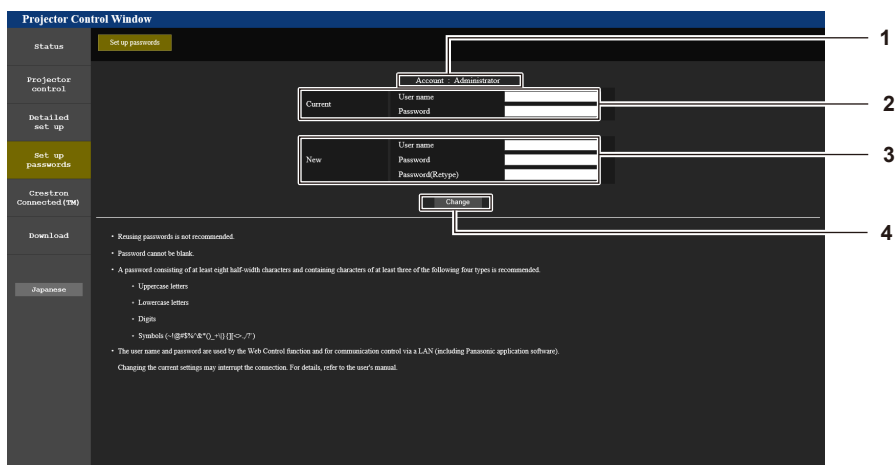 Projector Control Window
Status
Set up passwords
1
Projector
control
Account : Administrator
Current
User name
Password
2
Detailed
set up
Set up
passwords
New
User name
Password
Password(Retype)
3
Crestron
Connected(TM)
Change
4
Download
Japanese
• Reusing passwords is not recommended.
• Password cannot be blank.
• A password consisting of at least eight half-width characters and containing characters of at least three of the following four types is recommended.
• Uppercase letters
• Lowercase letters
• Digits
• Symbols (~!@#$%^&*()_+\|}{][<>.,/?`)
• The user name and password are used by the Web Control function and for communication control via a LAN (including Panasonic application software).
Changing the current settings may interrupt the connection. For details, refer to the user's manual.